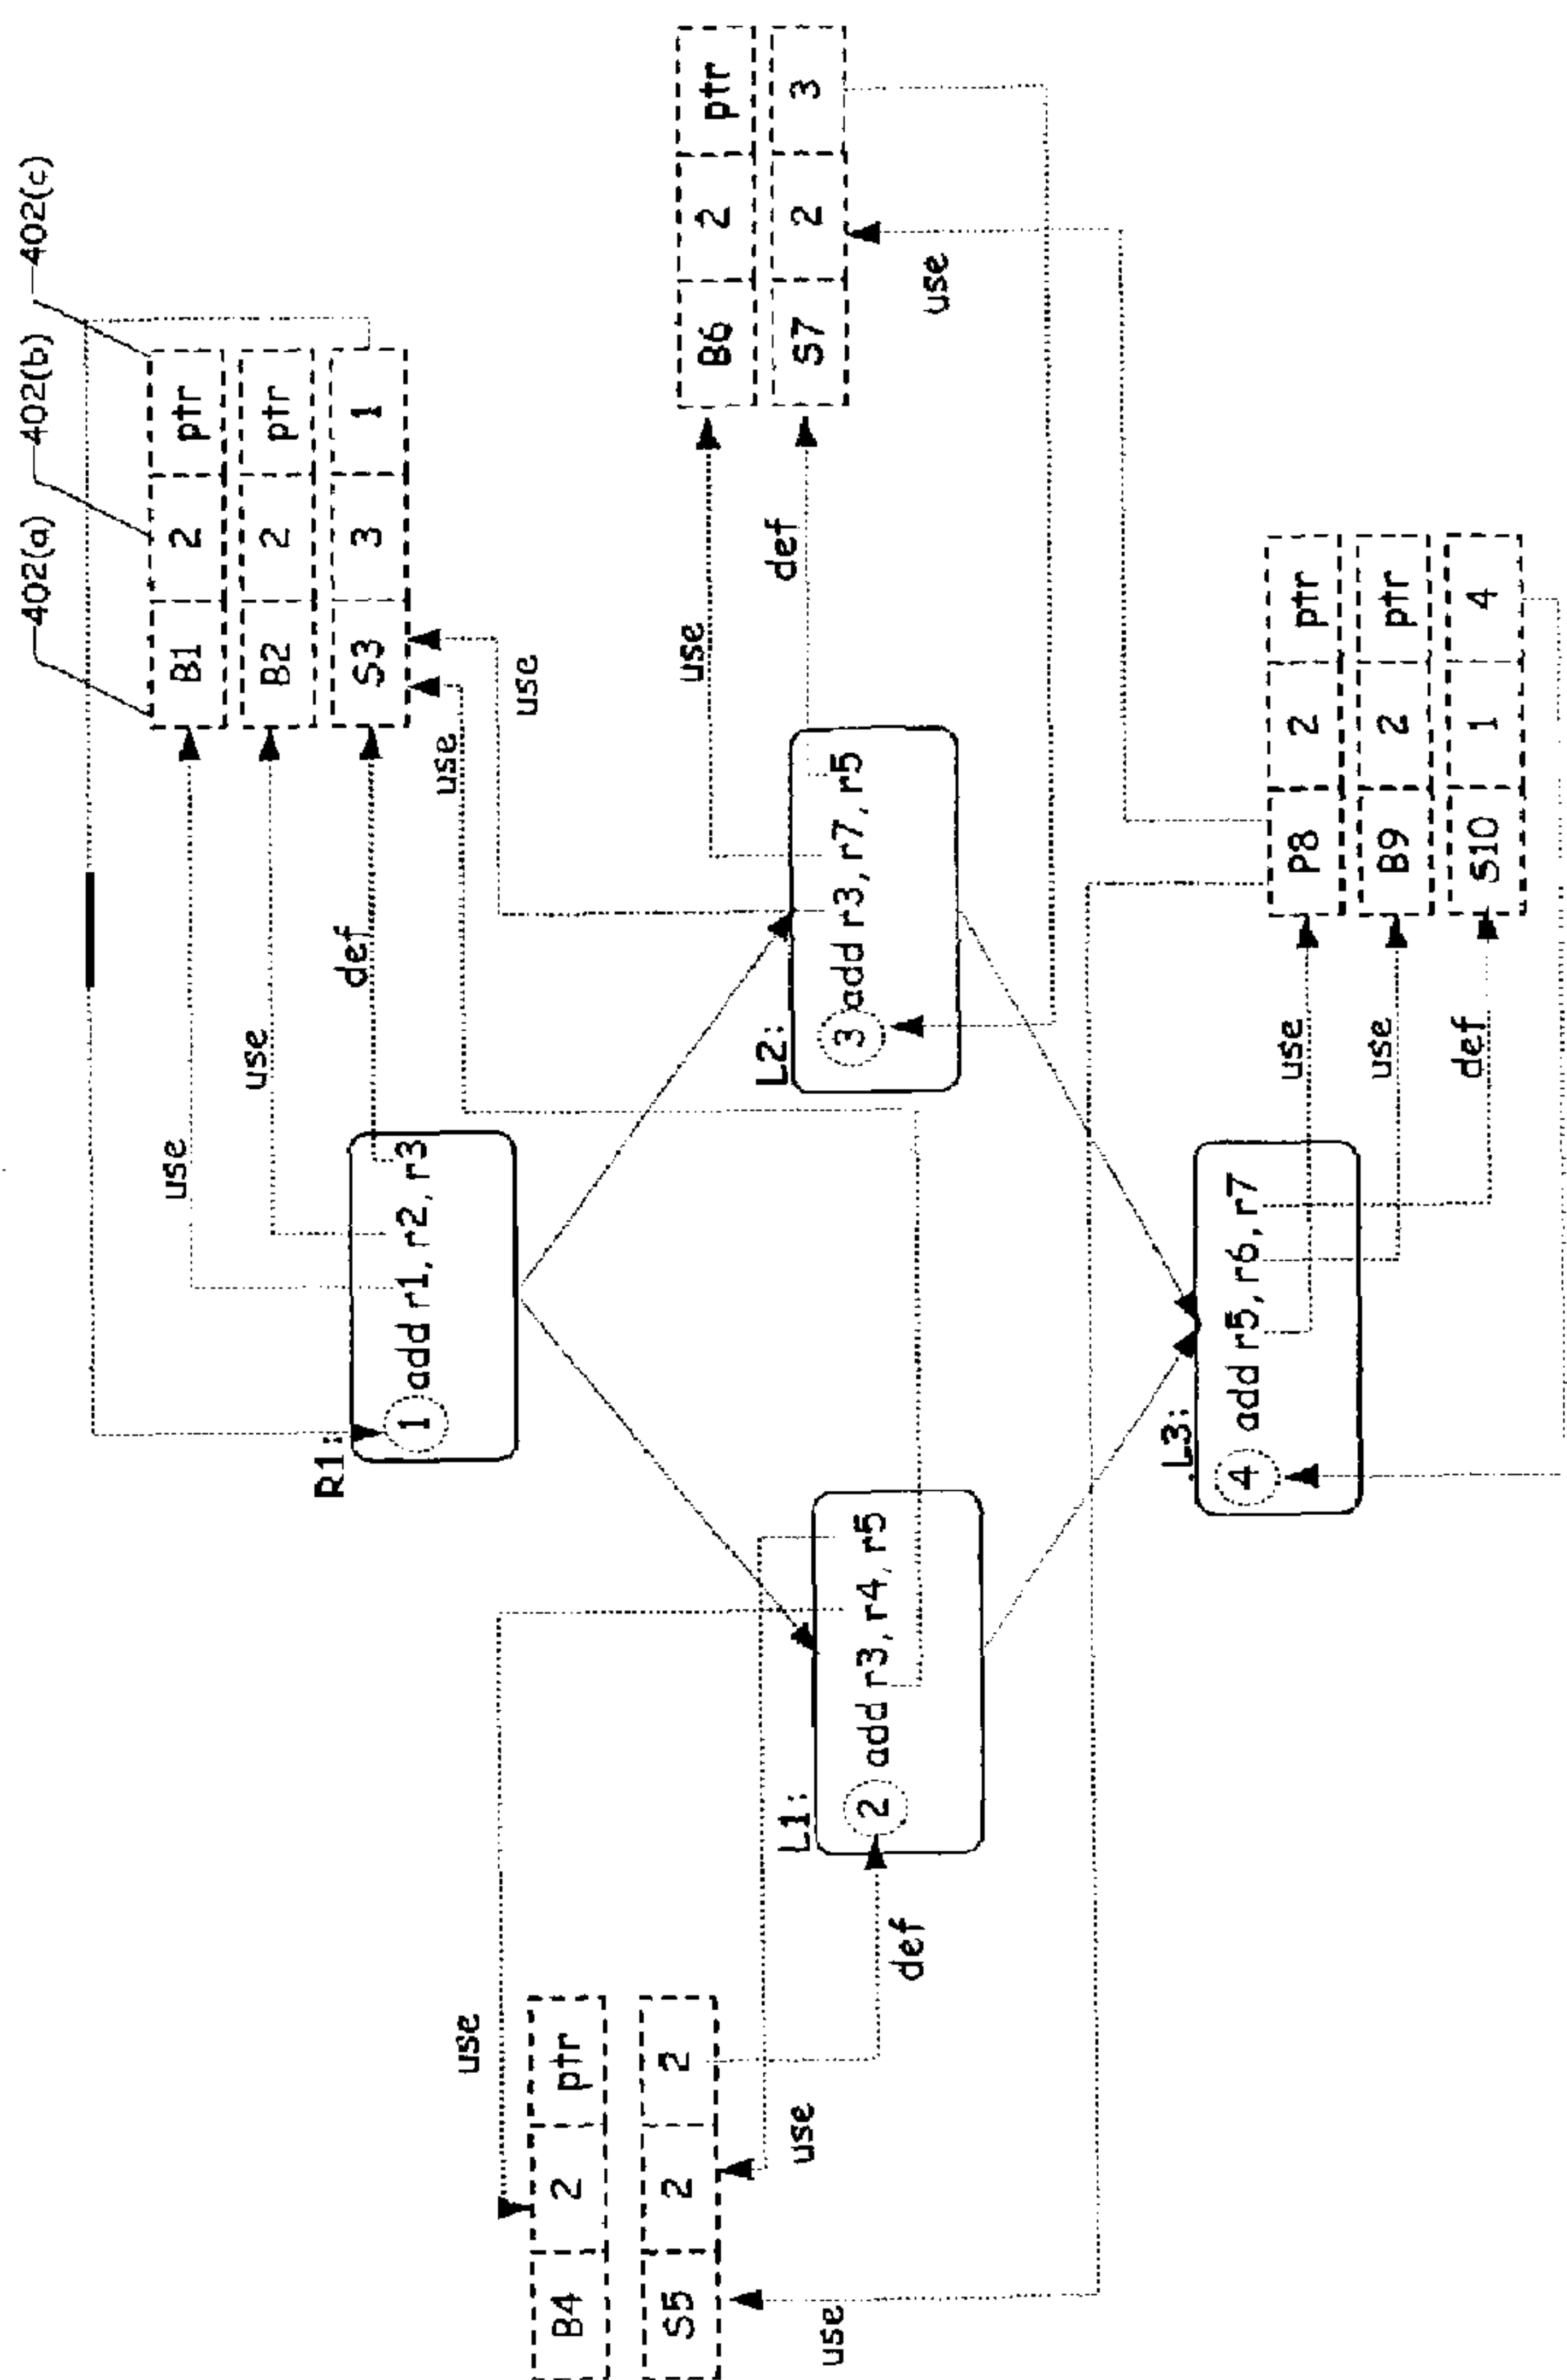 402(a) 402(b) 402(c)
B1 2 ptr
use
B2 2 ptr
use
S3 3 1
def
use
use
R1:
1 add r1, r2, r3
use
B4 2 ptr
S5 2 2
use
def
use
L1:
2 add r3, r4, r5
L2:
3 add r3, r7, r5
use
B6 2 ptr
def
S7 2 3
use
L3:
4 add r5, r6, r7
use
P8 2 ptr
use
B9 2 ptr
def
S10 1 4